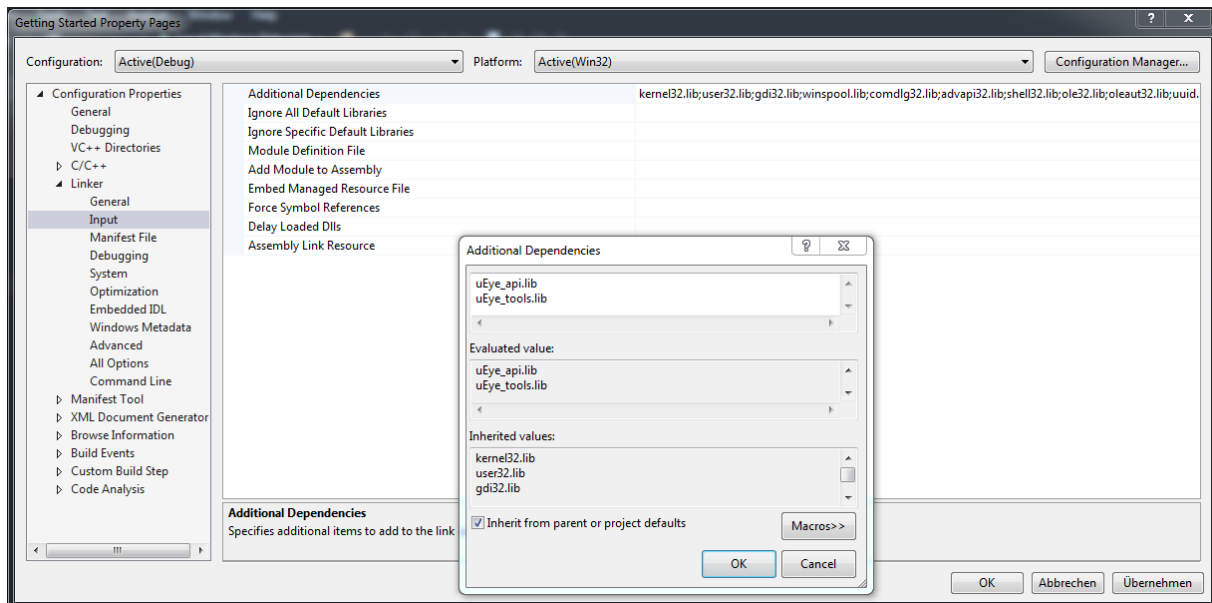 Getting Started Property Pages
Configuration: Active(Debug) Platform: Active(Win32) Configuration Manager...
Configuration Properties
General
Debugging
VC++ Directories
C/C++
Linker
General
Input
Manifest File
Debugging
System
Optimization
Embedded IDL
Windows Metadata
Advanced
All Options
Command Line
Manifest Tool
XML Document Generator
Browse Information
Build Events
Custom Build Step
Code Analysis
Additional Dependencies kernel32.lib;user32.lib;gdi32.lib;winspool.lib;comdlg32.lib;advapi32.lib;shell32.lib;ole32.lib;oleaut32.lib;uuid.
Ignore All Default Libraries
Ignore Specific Default Libraries
Module Definition File
Add Module to Assembly
Embed Managed Resource File
Force Symbol References
Delay Loaded Dlls
Assembly Link Resource
Additional Dependencies
Specifies additional items to add to the link
Additional Dependencies
uEye_api.lib
uEye_tools.lib
Evaluated value:
uEye_api.lib
uEye_tools.lib
Inherited values:
kernel32.lib
user32.lib
gdi32.lib
Inherit from parent or project defaults
Macros>>
OK Cancel
OK Abbrechen Übernehmen